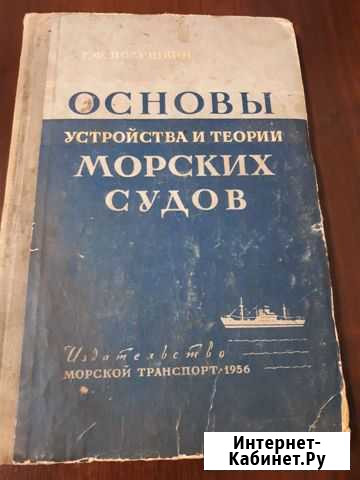 ОСНОВЫ
УСТРОЙСТВА И ТЕОРИИ
МОРСКИХ
СУДОВ
Издательство
МОРСКОЙ ТРАНСПОРТ · 1956
Интернет-
Кабинет.Ру